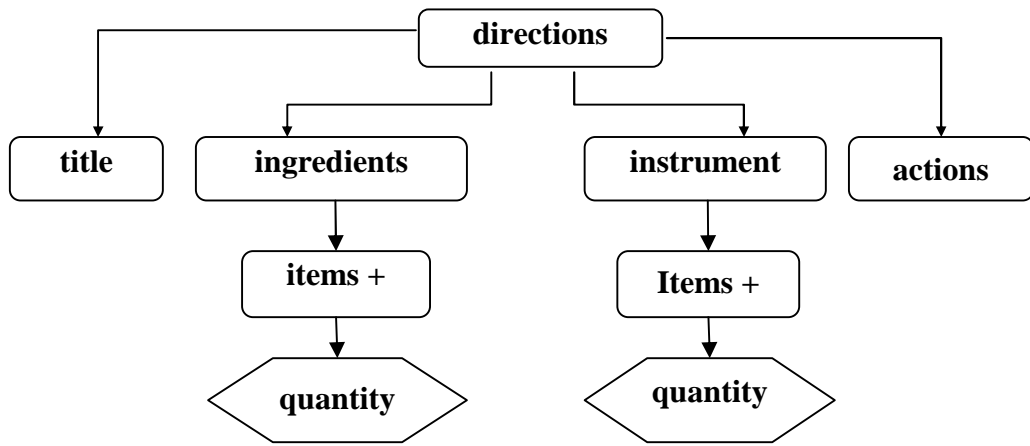 directions
title
ingredients
instrument
actions
items +
Items +
quantity
quantity